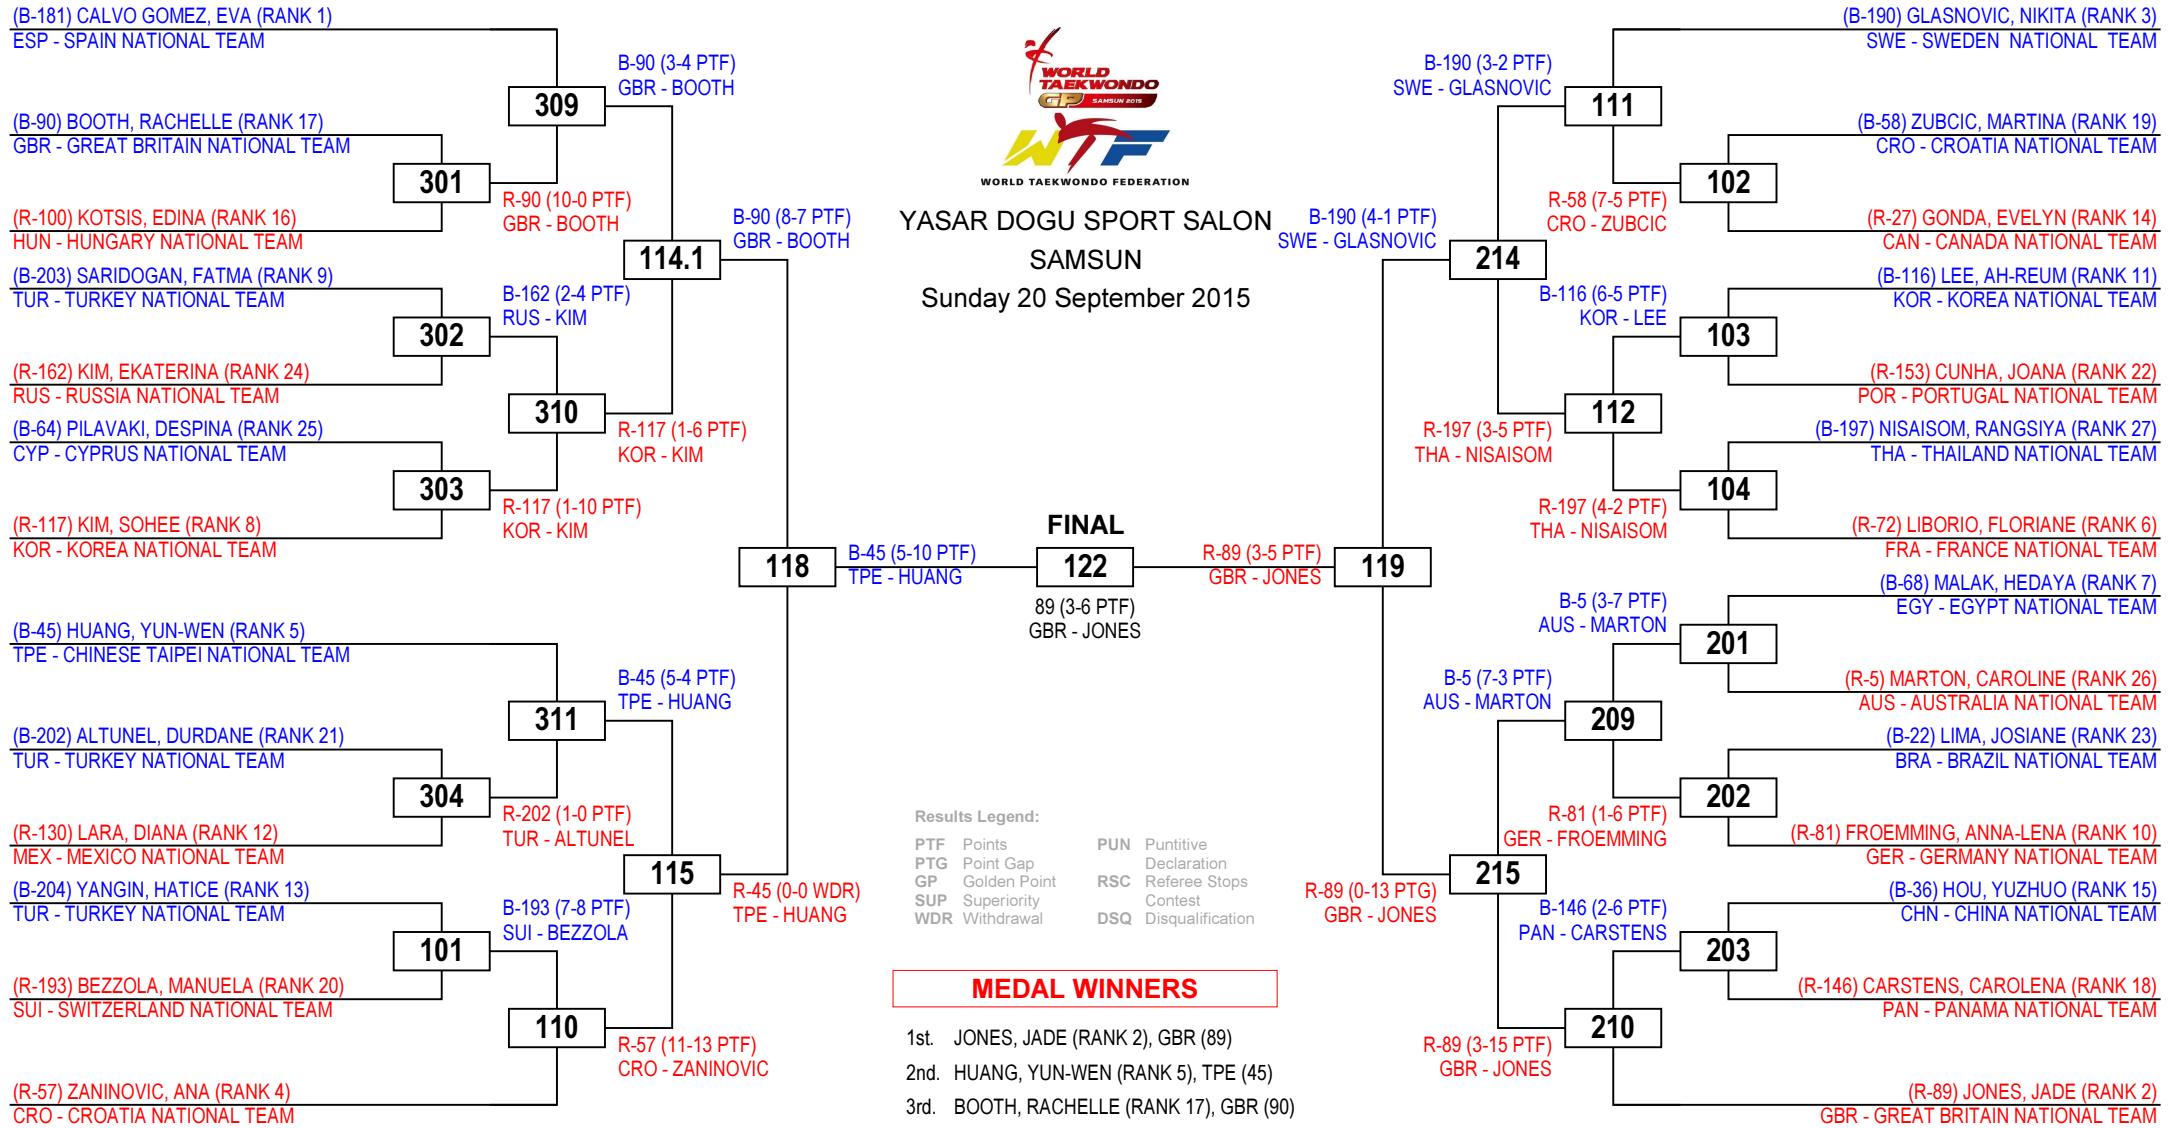 (B-181) CALVO GOMEZ, EVA (RANK 1)
ESP - SPAIN NATIONAL TEAM
(B-90) BOOTH, RACHELLE (RANK 17)
GBR - GREAT BRITAIN NATIONAL TEAM
(R-100) KOTSIS, EDINA (RANK 16)
HUN - HUNGARY NATIONAL TEAM
(B-203) SARIDOGAN, FATMA (RANK 9)
TUR - TURKEY NATIONAL TEAM
(R-162) KIM, EKATERINA (RANK 24)
RUS - RUSSIA NATIONAL TEAM
(B-64) PILAVAKI, DESPINA (RANK 25)
CYP - CYPRUS NATIONAL TEAM
(R-117) KIM, SOHEE (RANK 8)
KOR - KOREA NATIONAL TEAM
(B-45) HUANG, YUN-WEN (RANK 5)
TPE - CHINESE TAIPEI NATIONAL TEAM
(B-202) ALTUNEL, DURDANE (RANK 21)
TUR - TURKEY NATIONAL TEAM
(R-130) LARA, DIANA (RANK 12)
MEX - MEXICO NATIONAL TEAM
(B-204) YANGIN, HATICE (RANK 13)
TUR - TURKEY NATIONAL TEAM
(R-193) BEZZOLA, MANUELA (RANK 20)
SUI - SWITZERLAND NATIONAL TEAM
(R-57) ZANINOVIC, ANA (RANK 4)
CRO - CROATIA NATIONAL TEAM
301
302
303
304
101
R-90 (10-0 PTF)
GBR - BOOTH
B-162 (2-4 PTF)
RUS - KIM
R-117 (1-10 PTF)
KOR - KIM
R-202 (1-0 PTF)
TUR - ALTUNEL
B-193 (7-8 PTF)
SUI - BEZZOLA
309
310
311
110
B-90 (3-4 PTF)
GBR - BOOTH
R-117 (1-6 PTF)
KOR - KIM
B-45 (5-4 PTF)
TPE - HUANG
R-57 (11-13 PTF)
CRO - ZANINOVIC
114.1
115
B-90 (8-7 PTF)
GBR - BOOTH
R-45 (0-0 WDR)
TPE - HUANG
118
B-45 (5-10 PTF)
TPE - HUANG
WORLD
TAEKWONDO
GP SAMSUN 2015
WTF
WORLD TAEKWONDO FEDERATION
YASAR DOGU SPORT SALON
SAMSUN
Sunday 20 September 2015
FINAL
122
89 (3-6 PTF)
GBR - JONES
Results Legend:
PTF Points
PTG Point Gap
GP Golden Point
SUP Superiority
WDR Withdrawal
PUN Puntitive
Declaration
RSC Referee Stops
Contest
DSQ Disqualification
MEDAL WINNERS
1st. JONES, JADE (RANK 2), GBR (89)
2nd. HUANG, YUN-WEN (RANK 5), TPE (45)
3rd. BOOTH, RACHELLE (RANK 17), GBR (90)
R-89 (3-5 PTF)
GBR - JONES
119
B-190 (4-1 PTF)
SWE - GLASNOVIC
R-89 (0-13 PTG)
GBR - JONES
214
215
B-190 (3-2 PTF)
SWE - GLASNOVIC
R-197 (3-5 PTF)
THA - NISAISOM
B-5 (7-3 PTF)
AUS - MARTON
R-89 (3-15 PTF)
GBR - JONES
111
112
209
210
R-58 (7-5 PTF)
CRO - ZUBCIC
B-116 (6-5 PTF)
KOR - LEE
R-197 (4-2 PTF)
THA - NISAISOM
B-5 (3-7 PTF)
AUS - MARTON
R-81 (1-6 PTF)
GER - FROEMMING
B-146 (2-6 PTF)
PAN - CARSTENS
102
103
104
201
202
203
(B-190) GLASNOVIC, NIKITA (RANK 3)
SWE - SWEDEN NATIONAL TEAM
(B-58) ZUBCIC, MARTINA (RANK 19)
CRO - CROATIA NATIONAL TEAM
(R-27) GONDA, EVELYN (RANK 14)
CAN - CANADA NATIONAL TEAM
(B-116) LEE, AH-REUM (RANK 11)
KOR - KOREA NATIONAL TEAM
(R-153) CUNHA, JOANA (RANK 22)
POR - PORTUGAL NATIONAL TEAM
(B-197) NISAISOM, RANGSIYA (RANK 27)
THA - THAILAND NATIONAL TEAM
(R-72) LIBORIO, FLORIANE (RANK 6)
FRA - FRANCE NATIONAL TEAM
(B-68) MALAK, HEDAYA (RANK 7)
EGY - EGYPT NATIONAL TEAM
(R-5) MARTON, CAROLINE (RANK 26)
AUS - AUSTRALIA NATIONAL TEAM
(B-22) LIMA, JOSIANE (RANK 23)
BRA - BRAZIL NATIONAL TEAM
(R-81) FROEMMING, ANNA-LENA (RANK 10)
GER - GERMANY NATIONAL TEAM
(B-36) HOU, YUZHUO (RANK 15)
CHN - CHINA NATIONAL TEAM
(R-146) CARSTENS, CAROLENA (RANK 18)
PAN - PANAMA NATIONAL TEAM
(R-89) JONES, JADE (RANK 2)
GBR - GREAT BRITAIN NATIONAL TEAM